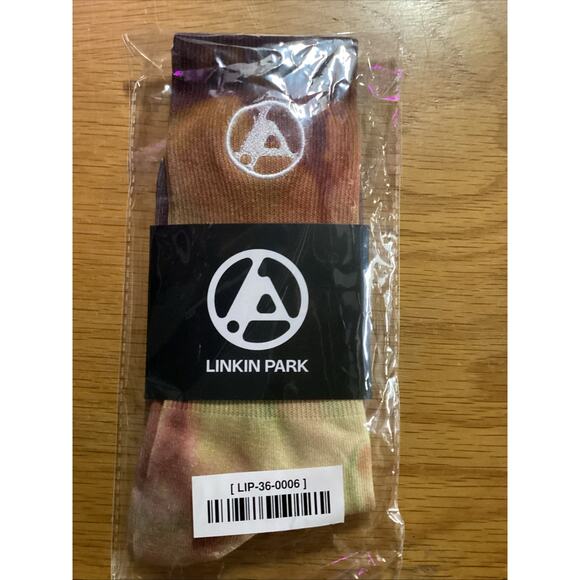 LINKIN PARK
[ LIP-36-0006 ]